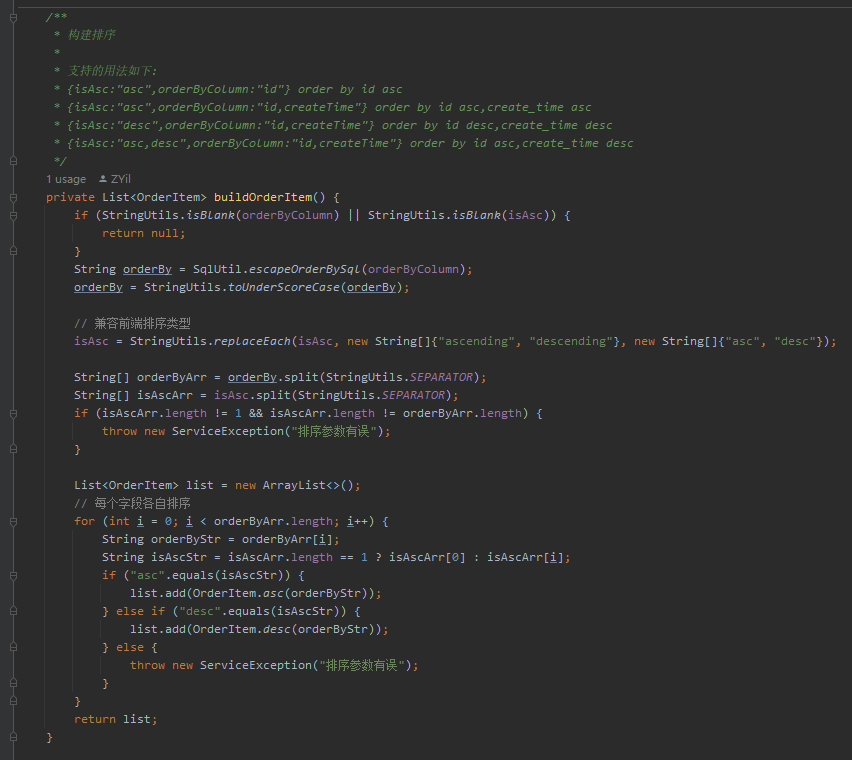 /**
 * 构建排序
 *
 * 支持的用法如下:
 * {isAsc:"asc",orderByColumn:"id"} order by id asc
 * {isAsc:"asc",orderByColumn:"id,createTime"} order by id asc,create_time asc
 * {isAsc:"desc",orderByColumn:"id,createTime"} order by id desc,create_time desc
 * {isAsc:"asc,desc",orderByColumn:"id,createTime"} order by id asc,create_time desc
 */
1 usage ZYil
private List<OrderItem> buildOrderItem() {
    if (StringUtils.isBlank(orderByColumn) || StringUtils.isBlank(isAsc)) {
        return null;
    }
    String orderBy = SqlUtil.escapeOrderBySql(orderByColumn);
    orderBy = StringUtils.toUnderScoreCase(orderBy);
    // 兼容前端排序类型
    isAsc = StringUtils.replaceEach(isAsc, new String[]{"ascending", "descending"}, new String[]{"asc", "desc"});
    String[] orderByArr = orderBy.split(StringUtils.SEPARATOR);
    String[] isAscArr = isAsc.split(StringUtils.SEPARATOR);
    if (isAscArr.length != 1 && isAscArr.length != orderByArr.length) {
        throw new ServiceException("排序参数有误");
    }
    List<OrderItem> list = new ArrayList<>();
    // 每个字段各自排序
    for (int i = 0; i < orderByArr.length; i++) {
        String orderByStr = orderByArr[i];
        String isAscStr = isAscArr.length == 1 ? isAscArr[0] : isAscArr[i];
        if ("asc".equals(isAscStr)) {
            list.add(OrderItem.asc(orderByStr));
        } else if ("desc".equals(isAscStr)) {
            list.add(OrderItem.desc(orderByStr));
        } else {
            throw new ServiceException("排序参数有误");
        }
    }
    return list;
}